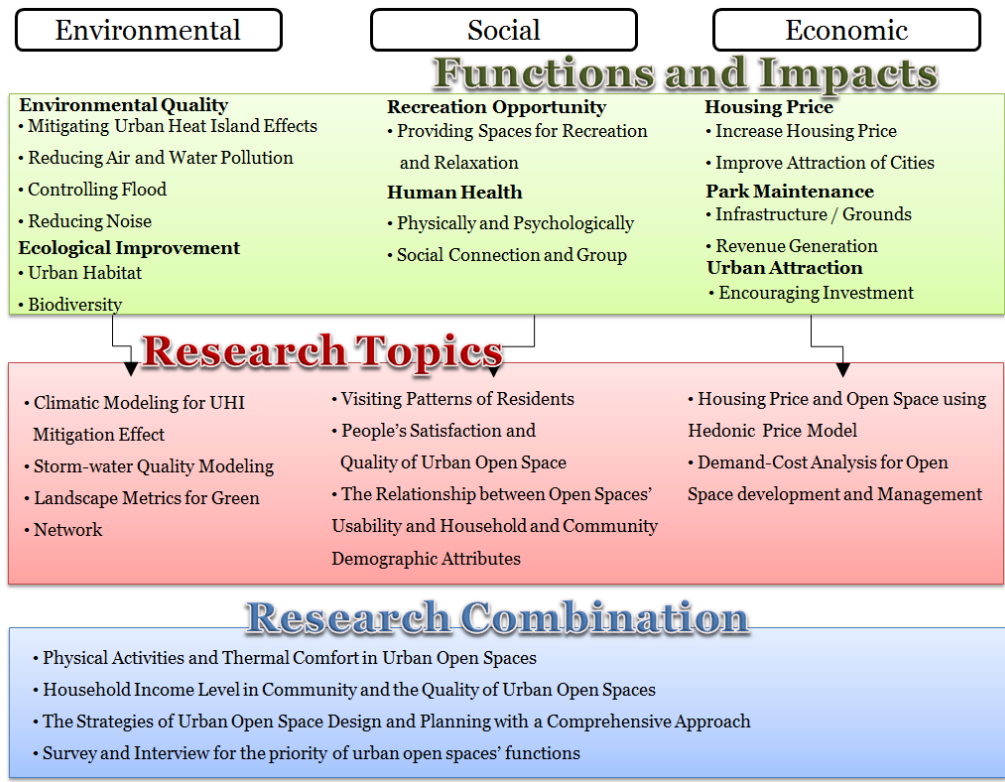 Environmental
Social
Economic
Functions and Impacts
Environmental Quality
• Mitigating Urban Heat Island Effects
• Reducing Air and Water Pollution
• Controlling Flood
• Reducing Noise
Ecological Improvement
• Urban Habitat
• Biodiversity
Recreation Opportunity
• Providing Spaces for Recreation
and Relaxation
Human Health
• Physically and Psychologically
• Social Connection and Group
Housing Price
• Increase Housing Price
• Improve Attraction of Cities
Park Maintenance
• Infrastructure / Grounds
• Revenue Generation
Urban Attraction
• Encouraging Investment
Research Topics
• Climatic Modeling for UHI
Mitigation Effect
• Storm-water Quality Modeling
• Landscape Metrics for Green
• Network
• Visiting Patterns of Residents
• People's Satisfaction and
Quality of Urban Open Space
• The Relationship between Open Spaces'
Usability and Household and Community
Demographic Attributes
• Housing Price and Open Space using
Hedonic Price Model
• Demand-Cost Analysis for Open
Space development and Management
Research Combination
• Physical Activities and Thermal Comfort in Urban Open Spaces
• Household Income Level in Community and the Quality of Urban Open Spaces
• The Strategies of Urban Open Space Design and Planning with a Comprehensive Approach
• Survey and Interview for the priority of urban open spaces' functions